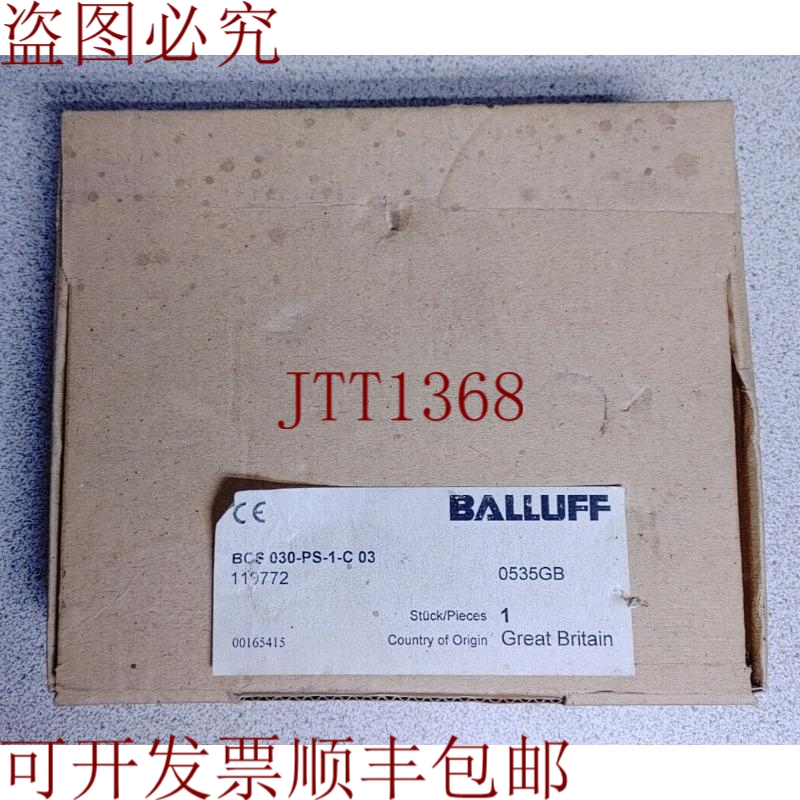 盗图必究
JTT1368
CE BALLUFF
BCS 030-PS-1-C 03
119772 0535GB
Stück/Pieces 1
00165415 Country of Origin Great Britain
可开发票顺丰包邮